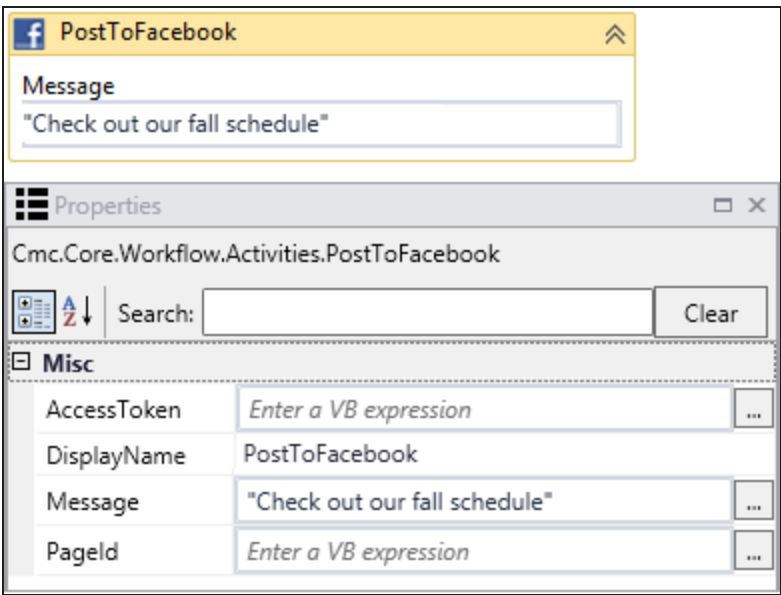 PostToFacebook
Message
"Check out our fall schedule"
Properties
Cmc.Core.Workflow.Activities.PostToFacebook
A Z Search: Clear
Misc
AccessToken Enter a VB expression ...
DisplayName PostToFacebook
Message "Check out our fall schedule" ...
PageId Enter a VB expression ...